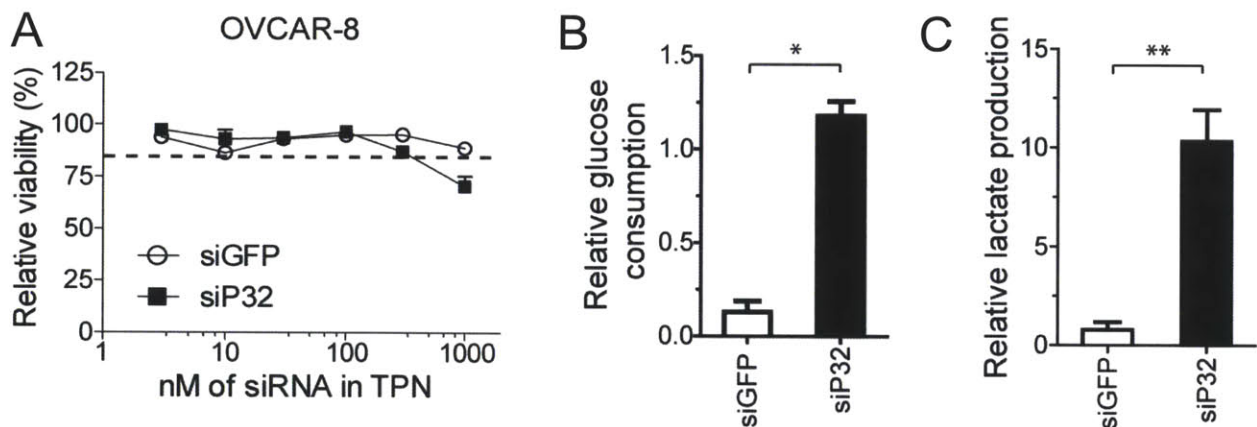 A
OVCAR-8
Relative viability (%)
125
100
75
50
25
0
siGFP
siP32
1
10
100
1000
nM of siRNA in TPN
B
Relative glucose
consumption
1.5
1.0
0.5
0.0
*
siGFP
siP32
C
Relative lactate production
15
10
5
0
**
siGFP
siP32